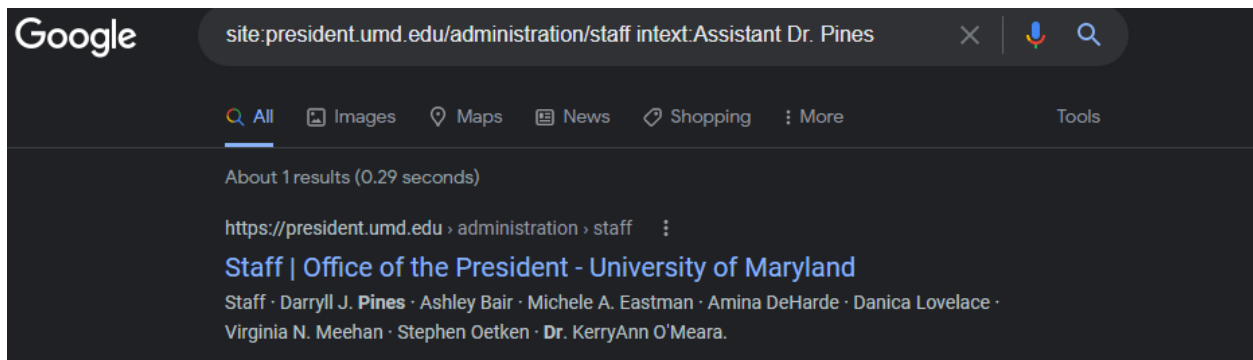 Google
site:president.umd.edu/administration/staff intext:Assistant Dr. Pines
All Images Maps News Shopping More Tools
About 1 results (0.29 seconds)
https://president.umd.edu › administration › staff
Staff | Office of the President - University of Maryland
Staff · Darryll J. Pines · Ashley Bair · Michele A. Eastman · Amina DeHarde · Danica Lovelace ·
Virginia N. Meehan · Stephen Oetken · Dr. KerryAnn O'Meara.